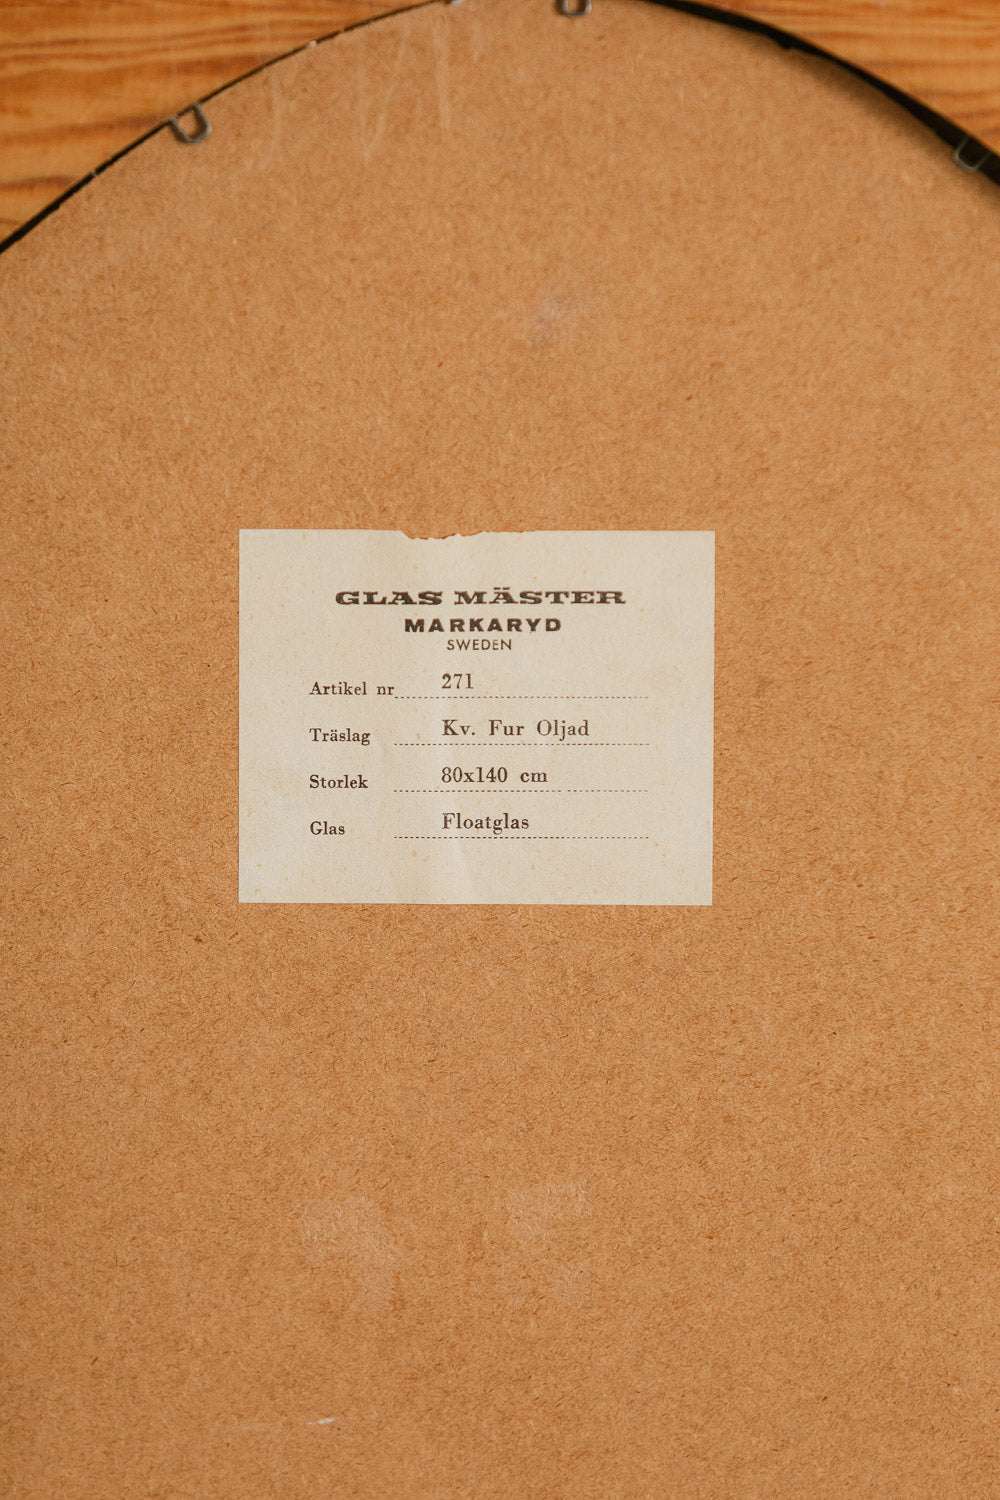 GLAS MÄSTER
MARKARYD
SWEDEN
Artikel nr 271
Träslag Kv. Fur Oljad
Storlek 80x140 cm
Glas Floatglas